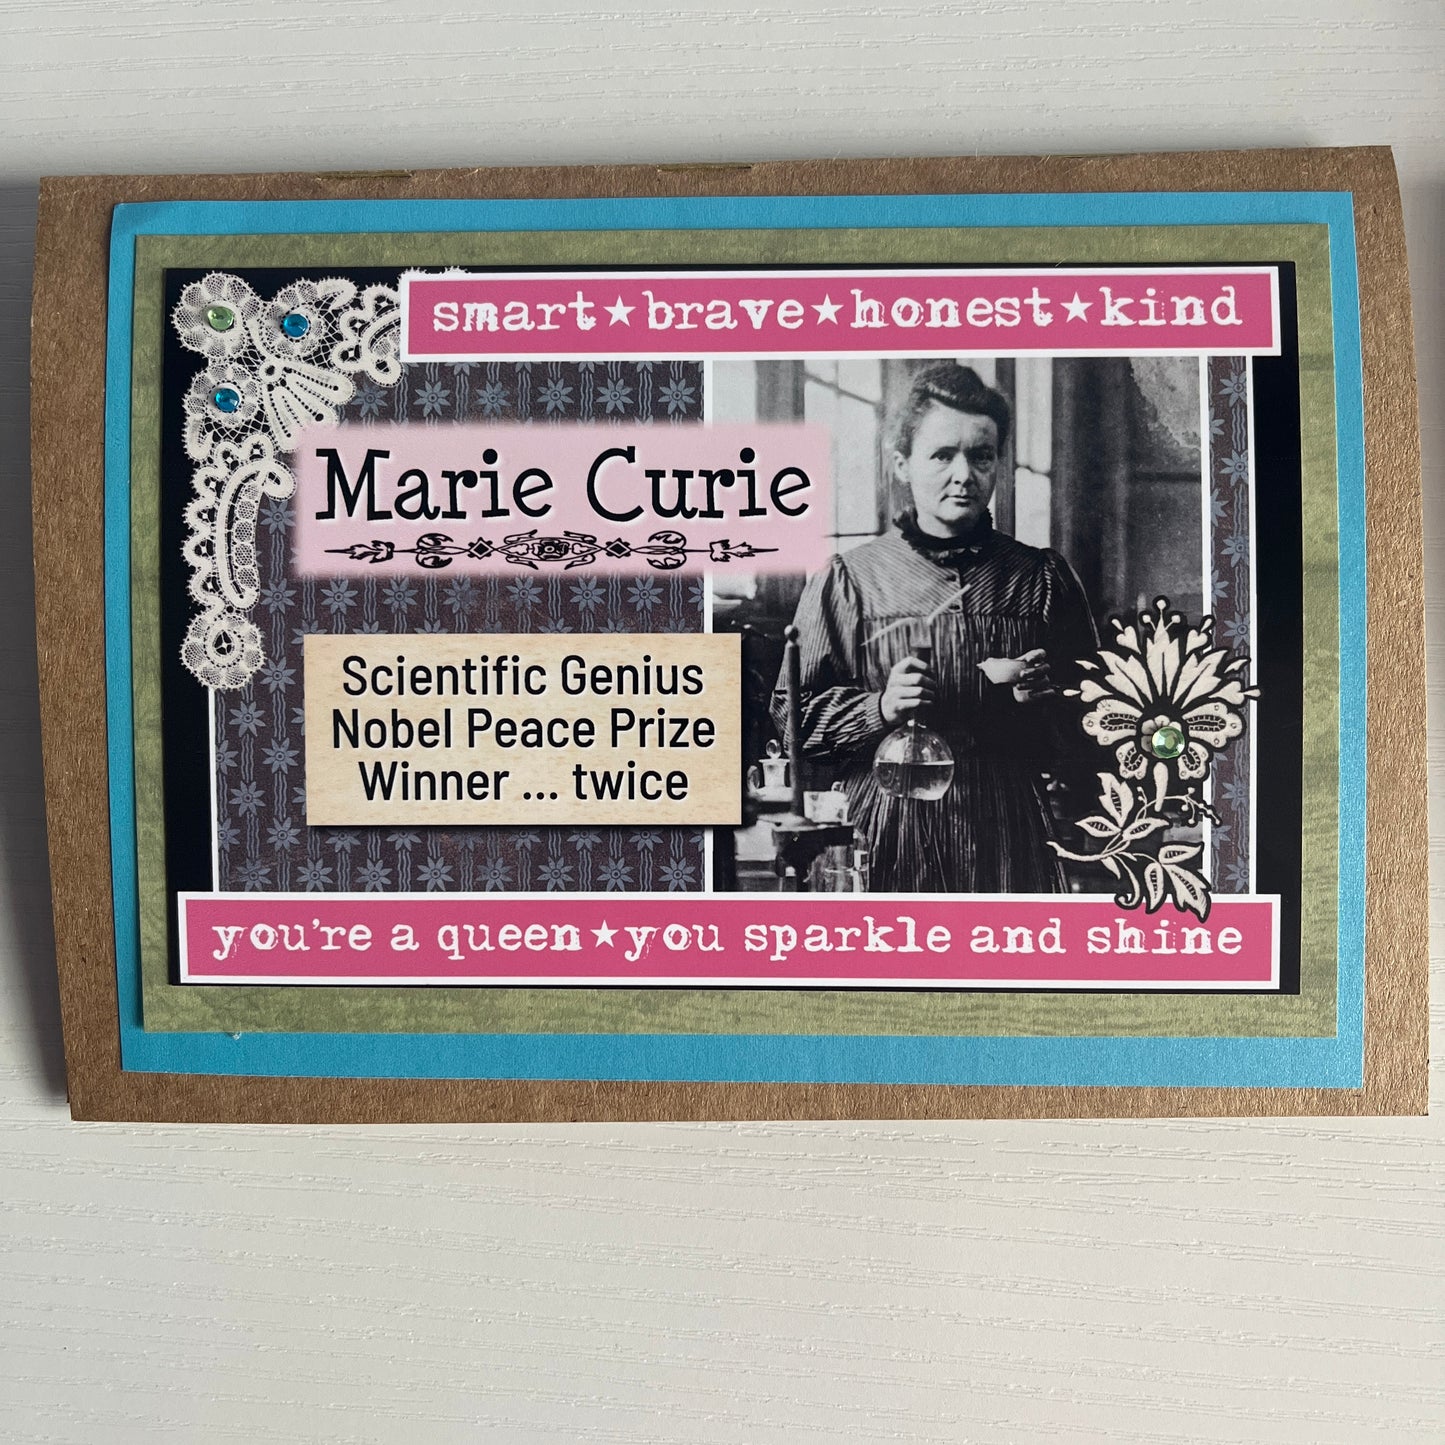 smart★brave★honest★kind
Marie Curie
Scientific Genius
Nobel Peace Prize
Winner ... twice
you're a queen★you sparkle and shine